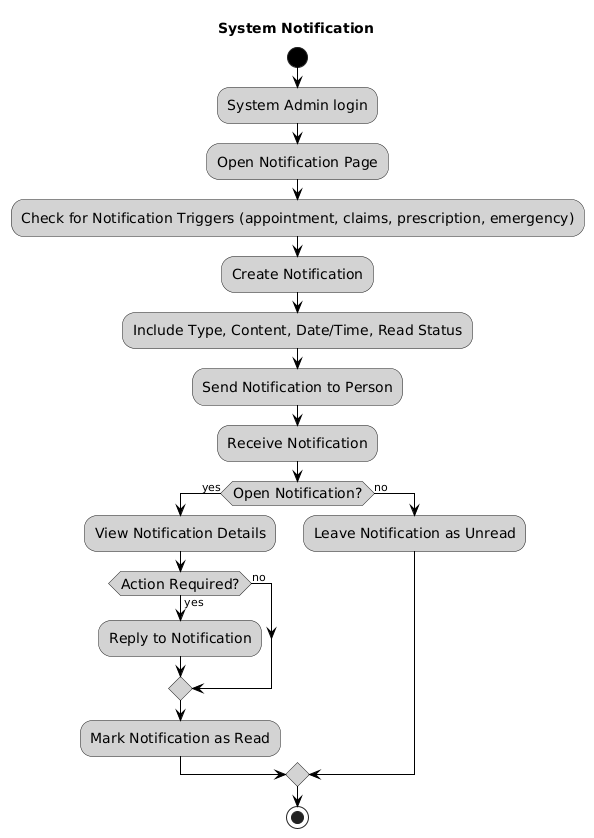 System Notification
System Admin login
Open Notification Page
Check for Notification Triggers (appointment, claims, prescription, emergency)
Create Notification
Include Type, Content, Date/Time, Read Status
Send Notification to Person
Receive Notification
yes
Open Notification?
no
View Notification Details
Leave Notification as Unread
Action Required?
no
yes
Reply to Notification
Mark Notification as Read